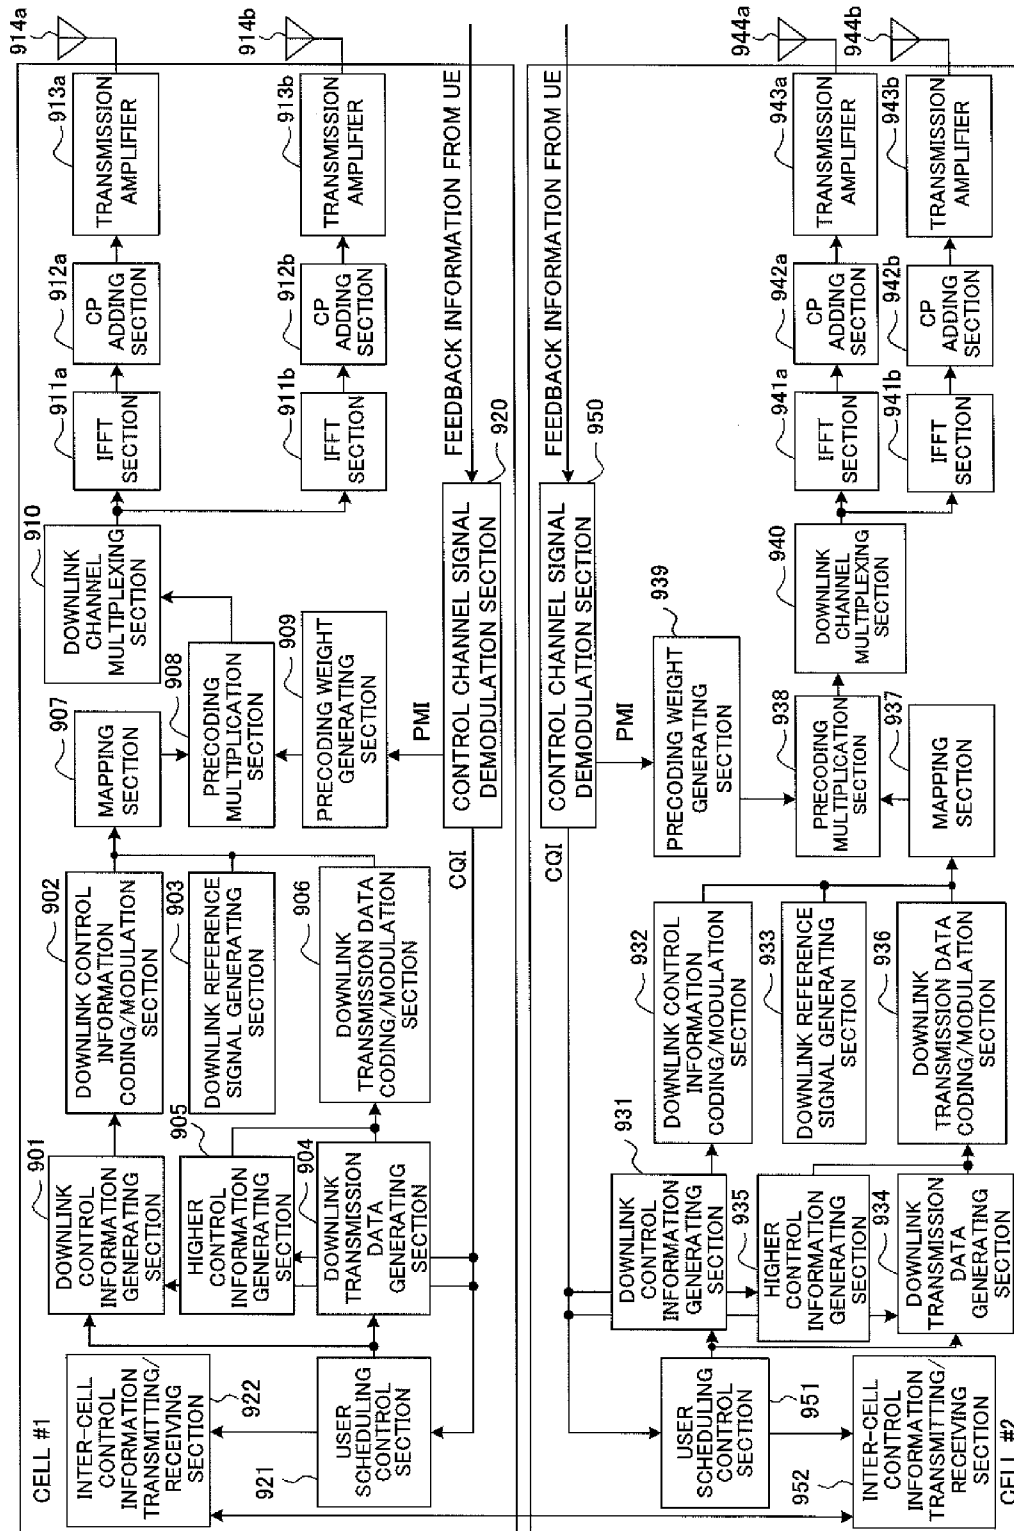 CELL #1
INTER-CELL
CONTROL
INFORMATION
TRANSMITTING/
RECEIVING
SECTION
922
921
USER
SCHEDULING
CONTROL
SECTION
901
DOWNLINK
CONTROL
INFORMATION
GENERATING
SECTION
905
HIGHER
CONTROL
INFORMATION
GENERATING
SECTION
904
DOWNLINK
TRANSMISSION
DATA
GENERATING
SECTION
902
DOWNLINK CONTROL
INFORMATION
CODING/MODULATION
SECTION
903
DOWNLINK REFERENCE
SIGNAL GENERATING
SECTION
906
DOWNLINK
TRANSMISSION DATA
CODING/MODULATION
SECTION
907
MAPPING
SECTION
908
PRECODING
MULTIPLICATION
SECTION
909
PRECODING WEIGHT
GENERATING
SECTION
PMI
CQI
CONTROL CHANNEL SIGNAL
DEMODULATION SECTION
920
FEEDBACK INFORMATION FROM UE
910
DOWNLINK
CHANNEL
MULTIPLEXING
SECTION
911a
IFFT
SECTION
912a
CP
ADDING
SECTION
913a
TRANSMISSION
AMPLIFIER
914a
911b
IFFT
SECTION
912b
CP
ADDING
SECTION
913b
TRANSMISSION
AMPLIFIER
914b
CELL #2
INTER-CELL
CONTROL
INFORMATION
TRANSMITTING/
RECEIVING
SECTION
952
USER
SCHEDULING
CONTROL
SECTION
951
931
DOWNLINK
CONTROL
INFORMATION
GENERATING
SECTION
935
HIGHER
CONTROL
INFORMATION
GENERATING
SECTION
934
DOWNLINK
TRANSMISSION
DATA
GENERATING
SECTION
932
DOWNLINK CONTROL
INFORMATION
CODING/MODULATION
SECTION
933
DOWNLINK REFERENCE
SIGNAL GENERATING
SECTION
936
DOWNLINK
TRANSMISSION DATA
CODING/MODULATION
SECTION
CQI
PMI
CONTROL CHANNEL SIGNAL
DEMODULATION SECTION
950
FEEDBACK INFORMATION FROM UE
939
PRECODING WEIGHT
GENERATING
SECTION
938
PRECODING
MULTIPLICATION
SECTION
937
MAPPING
SECTION
940
DOWNLINK
CHANNEL
MULTIPLEXING
SECTION
941a
IFFT
SECTION
942a
CP
ADDING
SECTION
943a
TRANSMISSION
AMPLIFIER
944a
941b
IFFT
SECTION
942b
CP
ADDING
SECTION
943b
TRANSMISSION
AMPLIFIER
944b